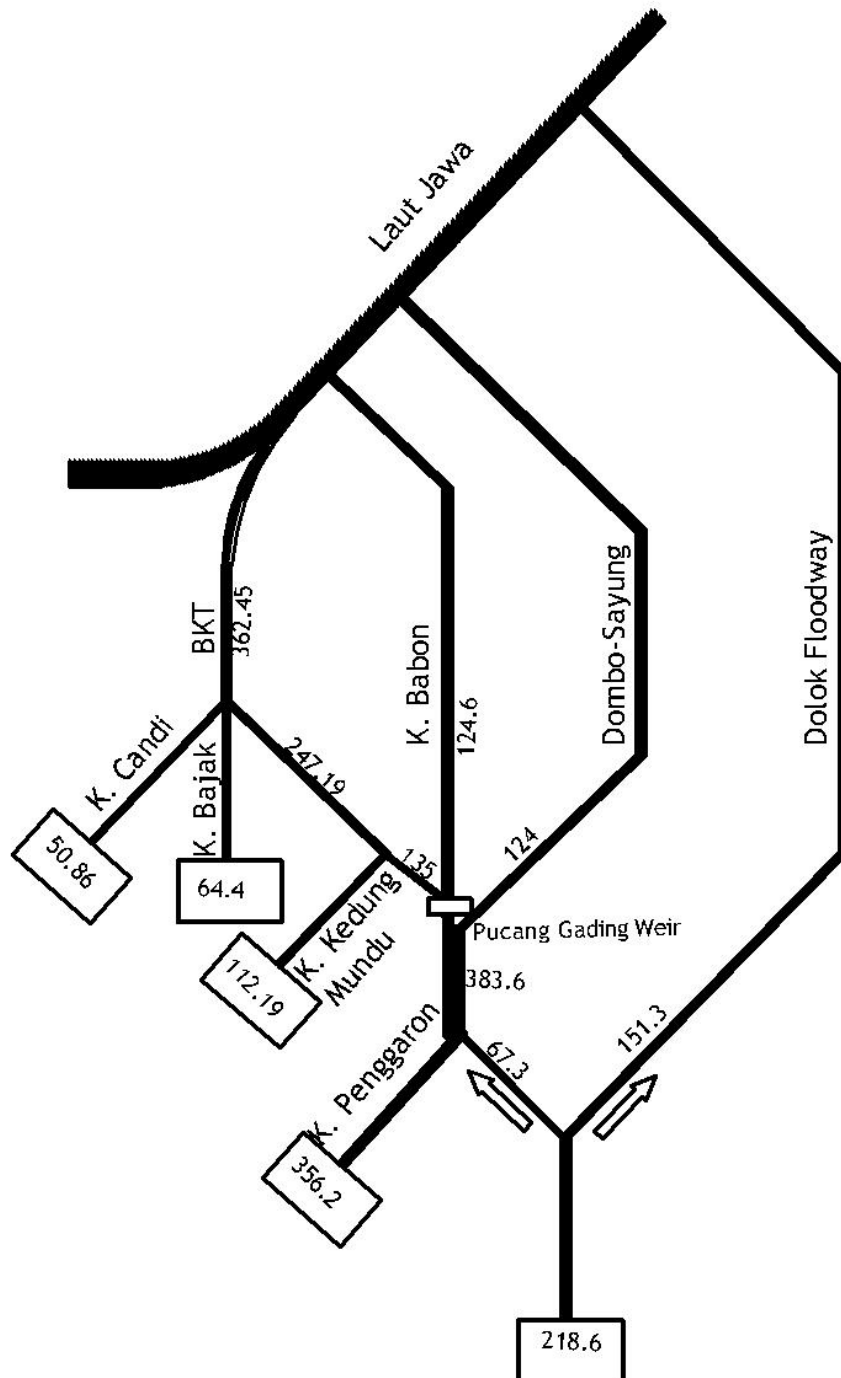 Laut Jawa
BKT
362.45
K. Babon
124.6
Dombo-Sayung
Dolok Floodway
K. Candi
50.86
K. Bajak
64.4
247.19
135
124
K. Kedung
Mundu
112.19
Pucang Gading Weir
383.6
K. Penggaron
356.2
67.3
151.3
218.6